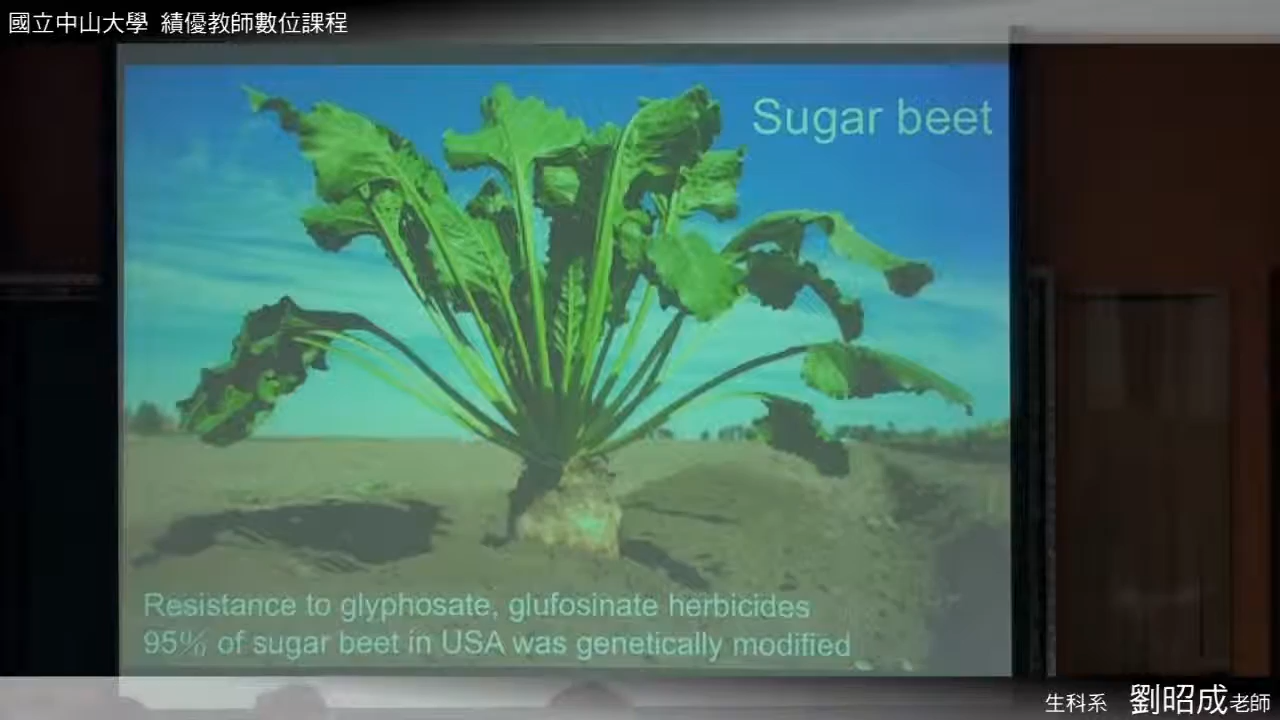 國立中山大學 績優教師數位課程
Sugar beet
Resistance to glyphosate, glufosinate herbicides
95% of sugar beet in USA was genetically modified
生科系 劉昭成老師